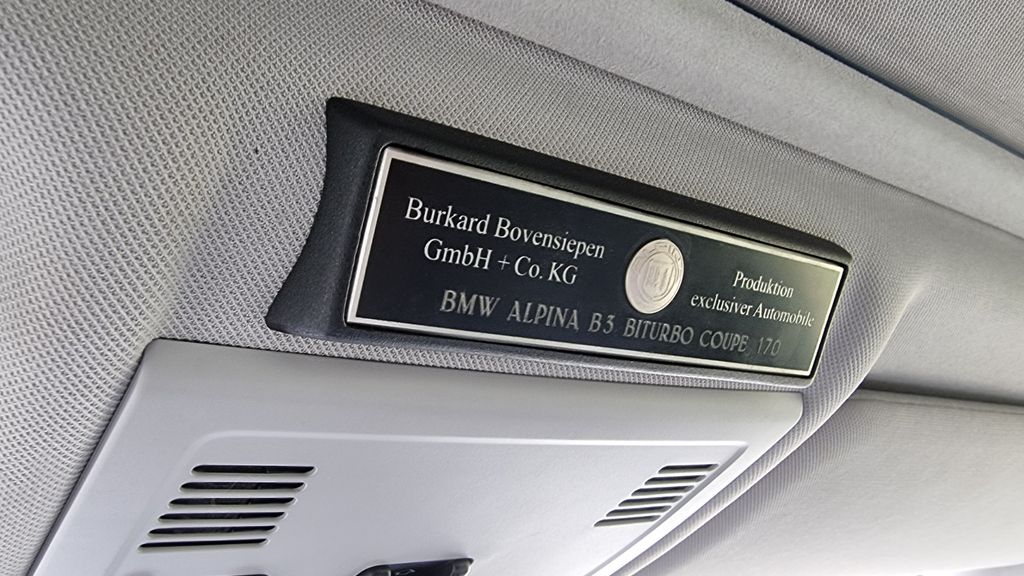 Burkard Bovensiepen
GmbH + Co. KG
Produktion
exclusiver Automobile
BMW ALPINA B3 BITURBO COUPE 170